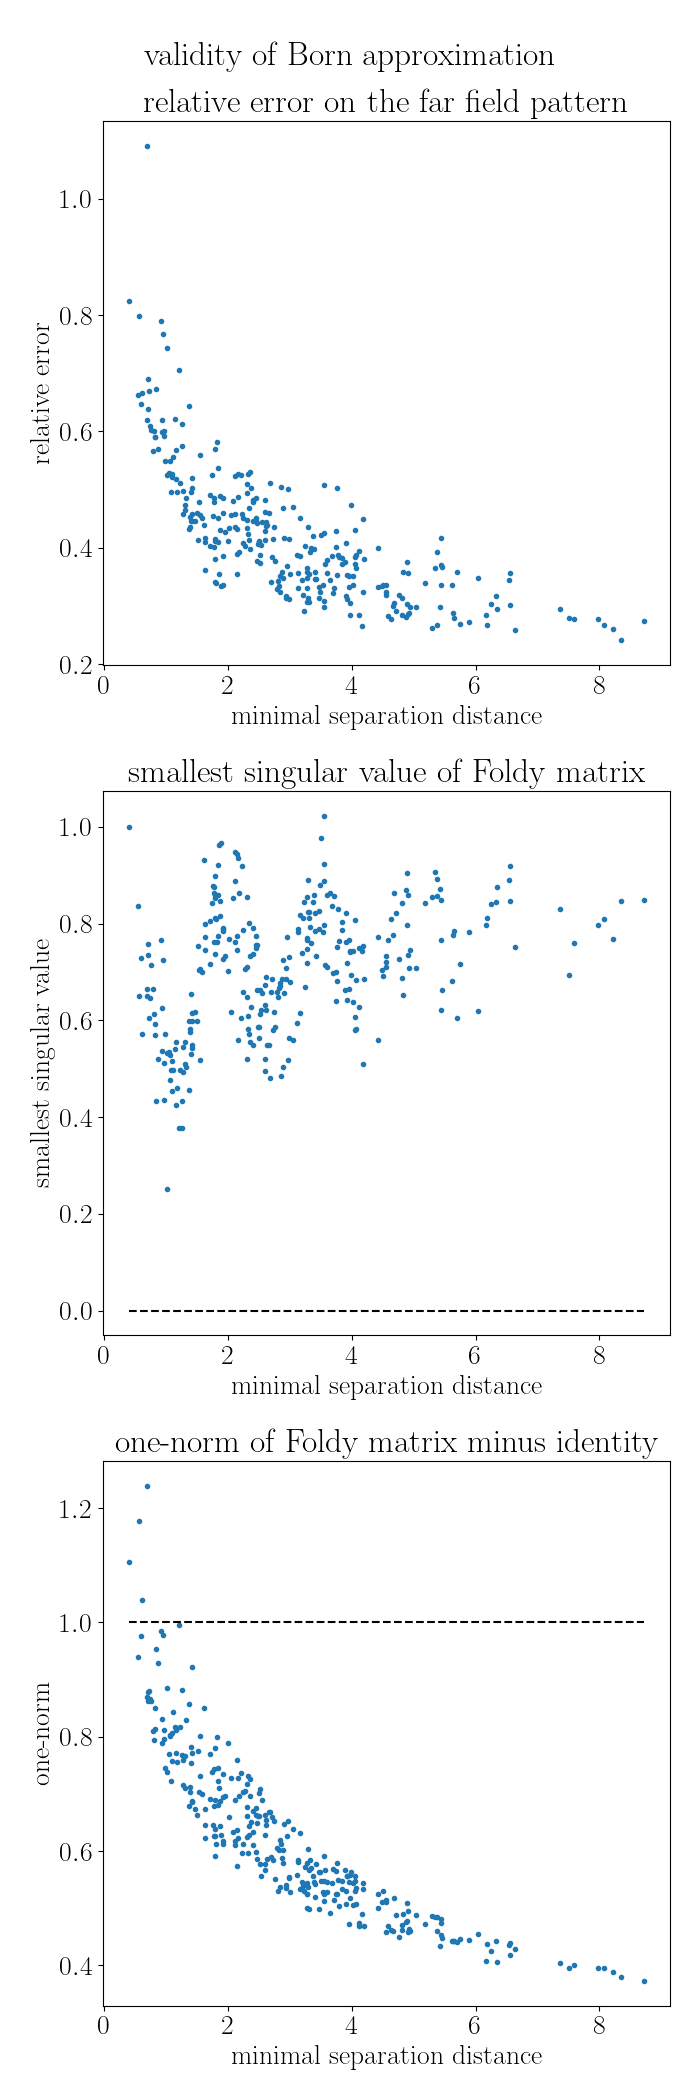 validity of Born approximation
relative error on the far field pattern
1.0
0.8
0.6
0.4
0.2
relative error
0 2 4 6 8
minimal separation distance
smallest singular value of Foldy matrix
1.0
0.8
0.6
0.4
0.2
0.0
smallest singular value
0 2 4 6 8
minimal separation distance
one-norm of Foldy matrix minus identity
1.2
1.0
0.8
0.6
0.4
one-norm
0 2 4 6 8
minimal separation distance